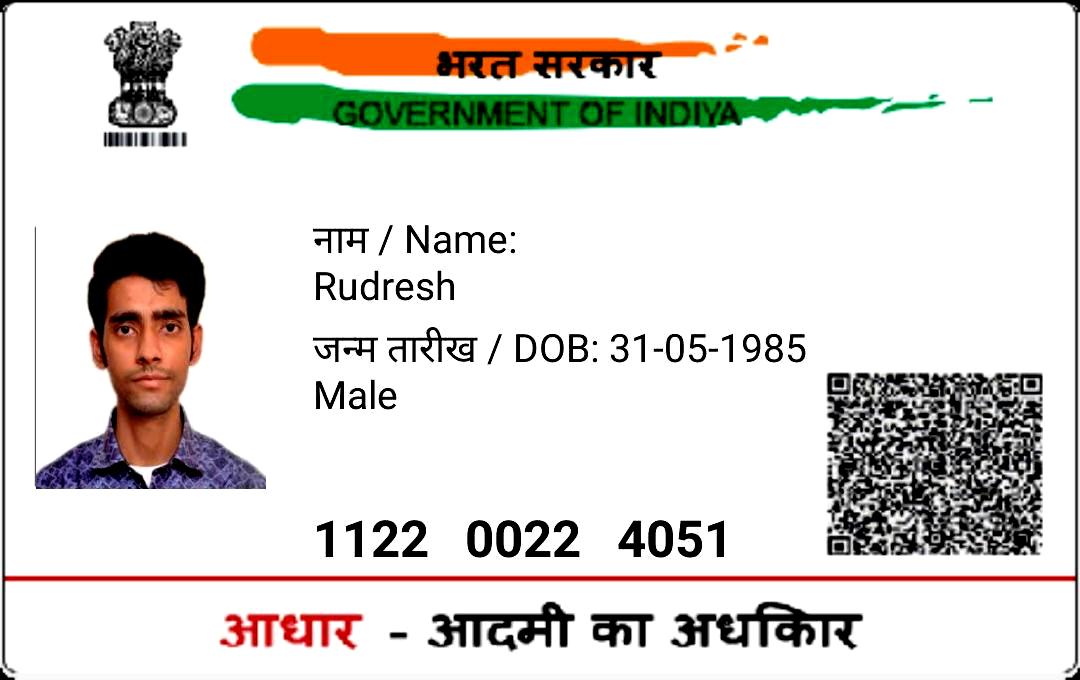 भरत सरकार
GOVERNMENT OF INDIYA
नाम / Name:
Rudresh
जन्म तारीख / DOB: 31-05-1985
Male
1122 0022 4051
आधार - आदमी का अधकिार